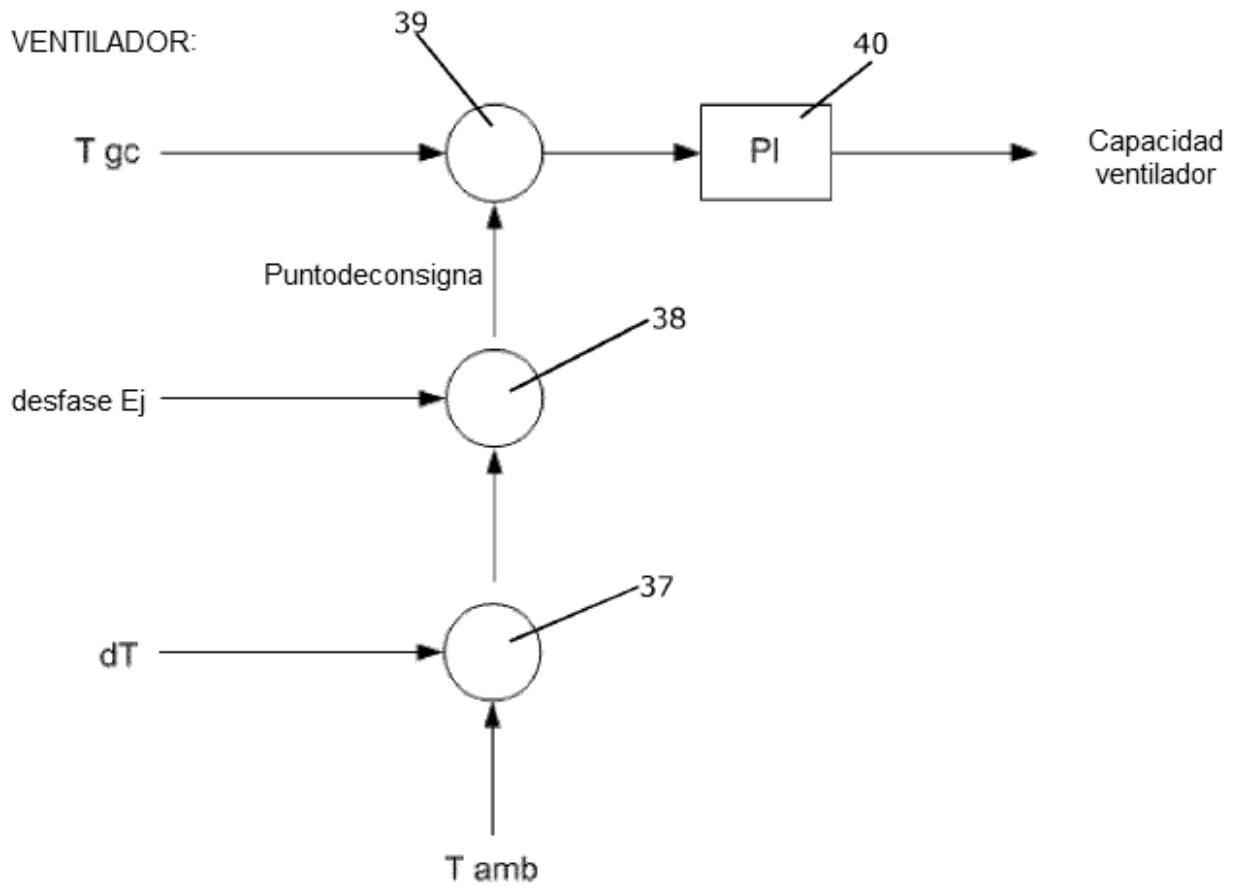 VENTILADOR:
39
40
T gc
PI
Capacidad
ventilador
Puntodeconsigna
38
desfase Ej
37
dT
T amb